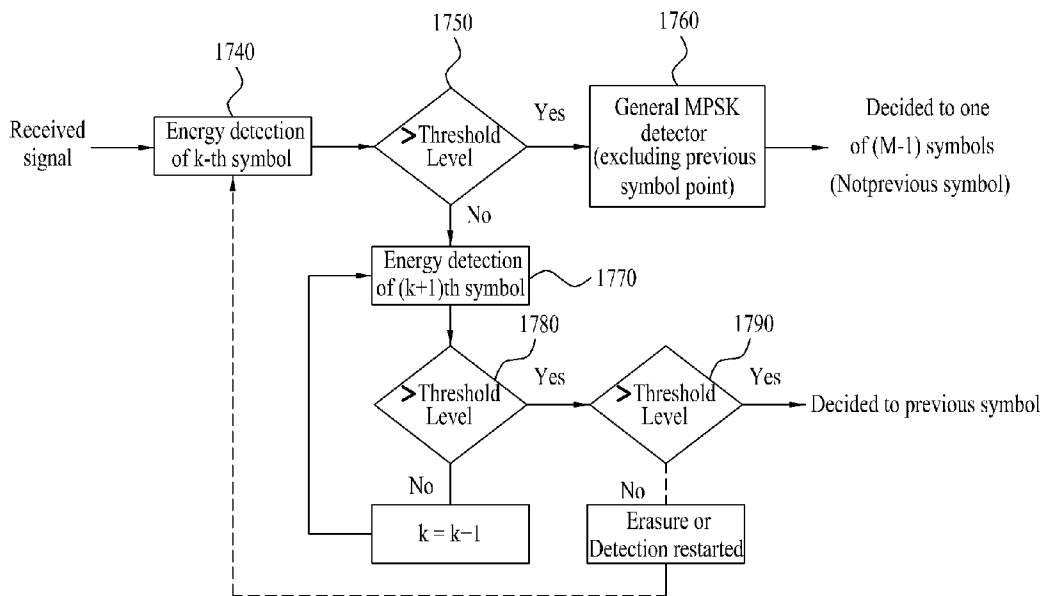 1740
1750
1760
Received
signal
Energy detection
of k-th symbol
>Threshold
Level
Yes
General MPSK
detector
(excluding previous
symbol point)
Decided to one
of (M-1) symbols
(Notprevious symbol)
No
Energy detection
of (k+1)th symbol
1770
1780
1790
>Threshold
Level
Yes
>Threshold
Level
Yes
Decided to previous symbol
No
k = k−1
No
Erasure or
Detection restarted